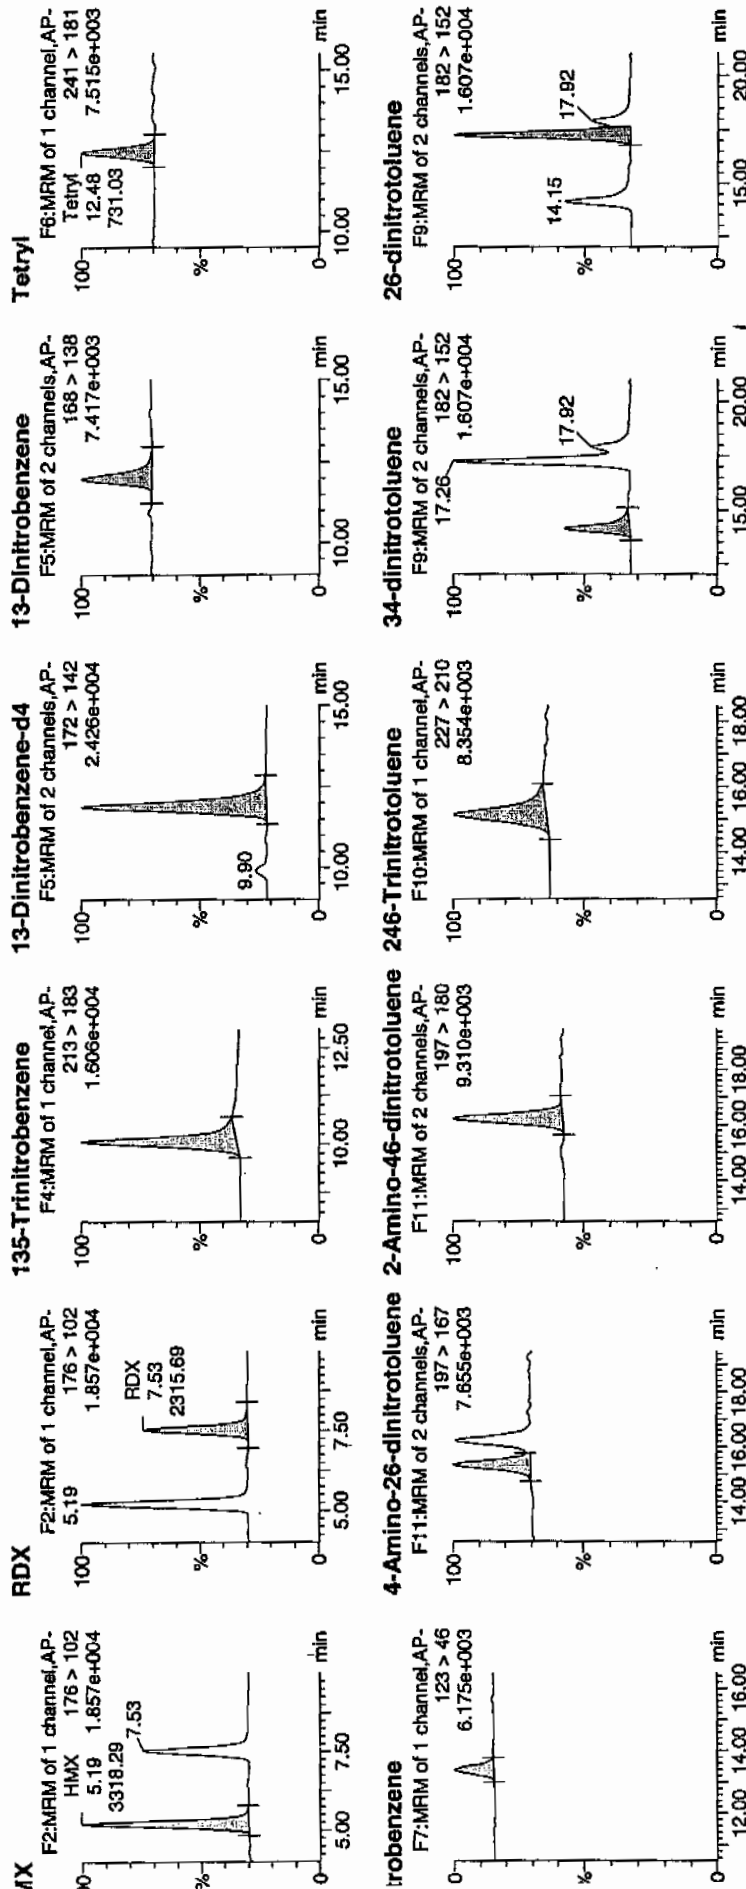 MX
F2:MRM of 1 channel,AP-
HMX 176 > 102
5.19 1.857e+004
3318.29
7.53
%
0
5.00 7.50 min
RDX
F2:MRM of 1 channel,AP-
5.19 176 > 102
1.857e+004
RDX
7.53
2315.69
100
%
0
5.00 7.50 min
135-Trinitrobenzene
F4:MRM of 1 channel,AP-
213 > 183
1.606e+004
100
%
0
10.00 12.50 min
13-Dinitrobenzene-d4
F5:MRM of 2 channels,AP-
172 > 142
2.426e+004
9.90
100
%
0
10.00 15.00 min
13-Dinitrobenzene
F5:MRM of 2 channels,AP-
168 > 138
7.417e+003
100
%
0
10.00 15.00 min
Tetryl
F6:MRM of 1 channel,AP-
Tetryl 241 > 181
12.48 7.515e+003
731.03
100
%
0
10.00 15.00 min
trobenzene
F7:MRM of 1 channel,AP-
123 > 46
6.175e+003
%
0
12.00 14.00 16.00 min
4-Amino-26-dinitrotoluene
F11:MRM of 2 channels,AP-
197 > 167
7.655e+003
100
%
0
14.00 16.00 18.00 min
2-Amino-46-dinitrotoluene
F11:MRM of 2 channels,AP-
197 > 180
9.310e+003
100
%
0
14.00 16.00 18.00 min
246-Trinitrotoluene
F10:MRM of 1 channel,AP-
227 > 210
8.354e+003
100
%
0
14.00 16.00 18.00 min
34-dinitrotoluene
F9:MRM of 2 channels,AP-
17.26 182 > 152
1.607e+004
17.92
100
%
0
15.00 20.00 min
26-dinitrotoluene
F9:MRM of 2 channels,AP-
182 > 152
1.607e+004
14.15
17.92
100
%
0
15.00 20.00 min